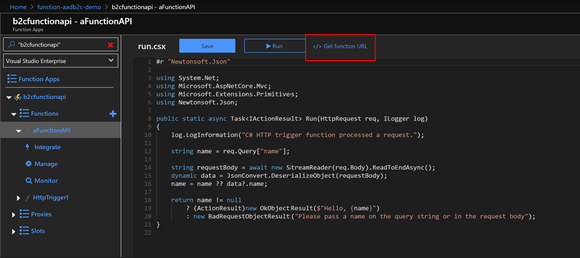 Home > function-aadb2c-demo > b2cfunctionapi - aFunctionAPI
b2cfunctionapi - aFunctionAPI
Function Apps
"b2cfunctionapi"
Visual Studio Enterprise
Function Apps
b2cfunctionapi
Functions
aFunctionAPI
Integrate
Manage
Monitor
HttpTrigger1
Proxies
Slots
run.csx
Save
Run
</> Get function URL
1 #r "Newtonsoft.Json"
2
3 using System.Net;
4 using Microsoft.AspNetCore.Mvc;
5 using Microsoft.Extensions.Primitives;
6 using Newtonsoft.Json;
7
8 public static async Task<IActionResult> Run(HttpRequest req, ILogger log)
9 {
10 log.LogInformation("C# HTTP trigger function processed a request.");
11
12 string name = req.Query["name"];
13
14 string requestBody = await new StreamReader(req.Body).ReadToEndAsync();
15 dynamic data = JsonConvert.DeserializeObject(requestBody);
16 name = name ?? data?.name;
17
18 return name != null
19 ? (ActionResult)new OkObjectResult($"Hello, {name}")
20 : new BadRequestObjectResult("Please pass a name on the query string or in the request body");
21 }
22